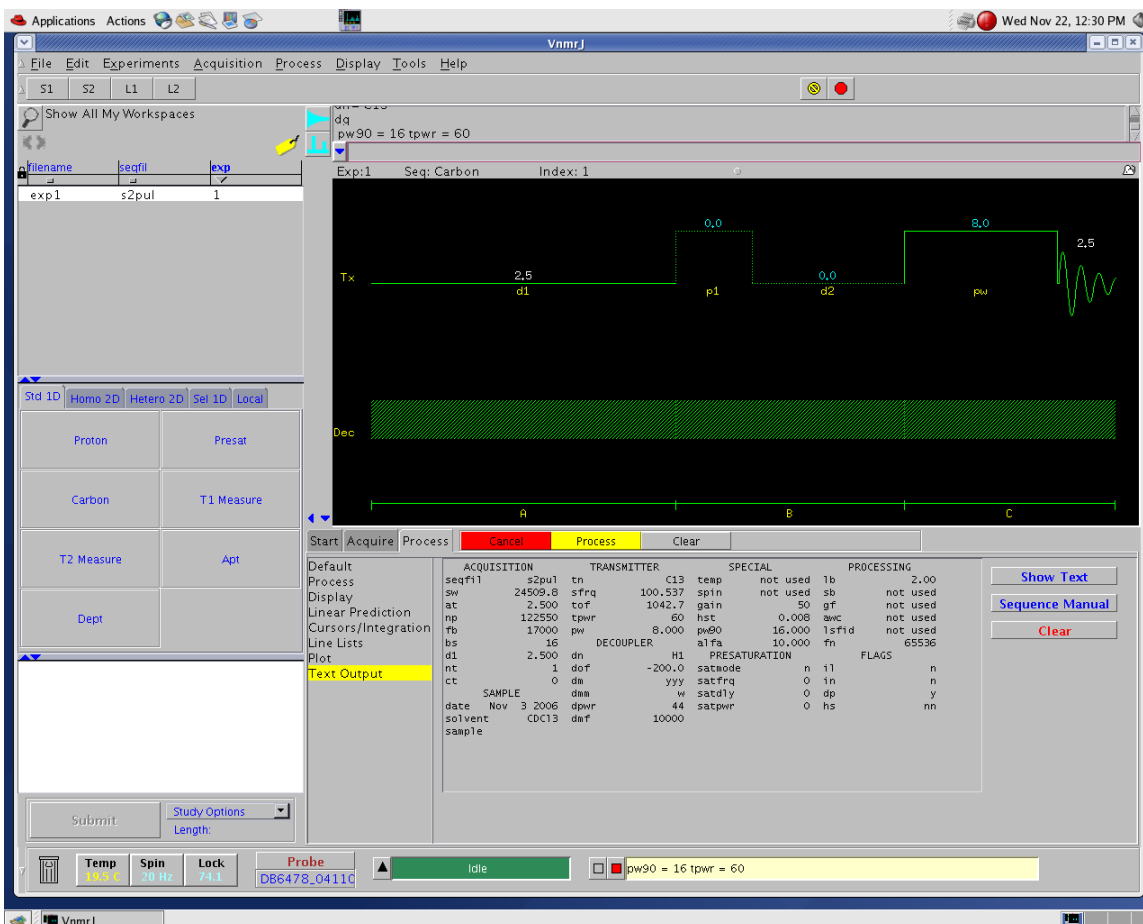 Applications Actions Wed Nov 22, 12:30 PM
VnmrJ
File Edit Experiments Acquisition Process Display Tools Help
S1 S2 L1 L2
Show All My Workspaces
filename seqfil exp
exp1 s2pul 1
dn= C13
dg
pw90 = 16 tpwr = 60
Exp:1 Seq: Carbon Index: 1
0.0 8.0
2.5
Tx 2.5 0.0
d1 p1 d2 pw
Dec
A B C
Std 1D Homo 2D Hetero 2D Sel 1D Local
Proton Presat
Carbon T1 Measure
T2 Measure Apt
Dept
Start Acquire Process Cancel Process Clear
Default
Process
Display
Linear Prediction
Cursors/Integration
Line Lists
Plot
Text Output
ACQUISITION TRANSMITTER SPECIAL PROCESSING
seqfil s2pul tn C13 temp not used lb 2.00
sw 24509.8 sfrq 100.537 spin not used sb not used
at 2.500 tof 1042.7 gain 50 gf not used
np 122550 tpwr 60 hst 0.008 awc not used
fb 17000 pw 8.000 pw90 16.000 lsfid not used
bs 16 DECOUPLER alfa 10.000 fn 65536
d1 2.500 dn H1 PRESATURATION FLAGS
nt 1 dof -200.0 satmode n il n
ct 0 dm yyy satfrq 0 in n
SAMPLE dmm w satdly 0 dp y
date Nov 3 2006 dpwr 44 satpwr 0 hs nn
solvent CDCl3 dmf 10000
sample
Show Text
Sequence Manual
Clear
Submit
Study Options
Length:
Temp Spin Lock Probe
19.5 C 20 Hz 74.1 DB6478_0411
Idle
pw90 = 16 tpwr = 60
VnmrJ